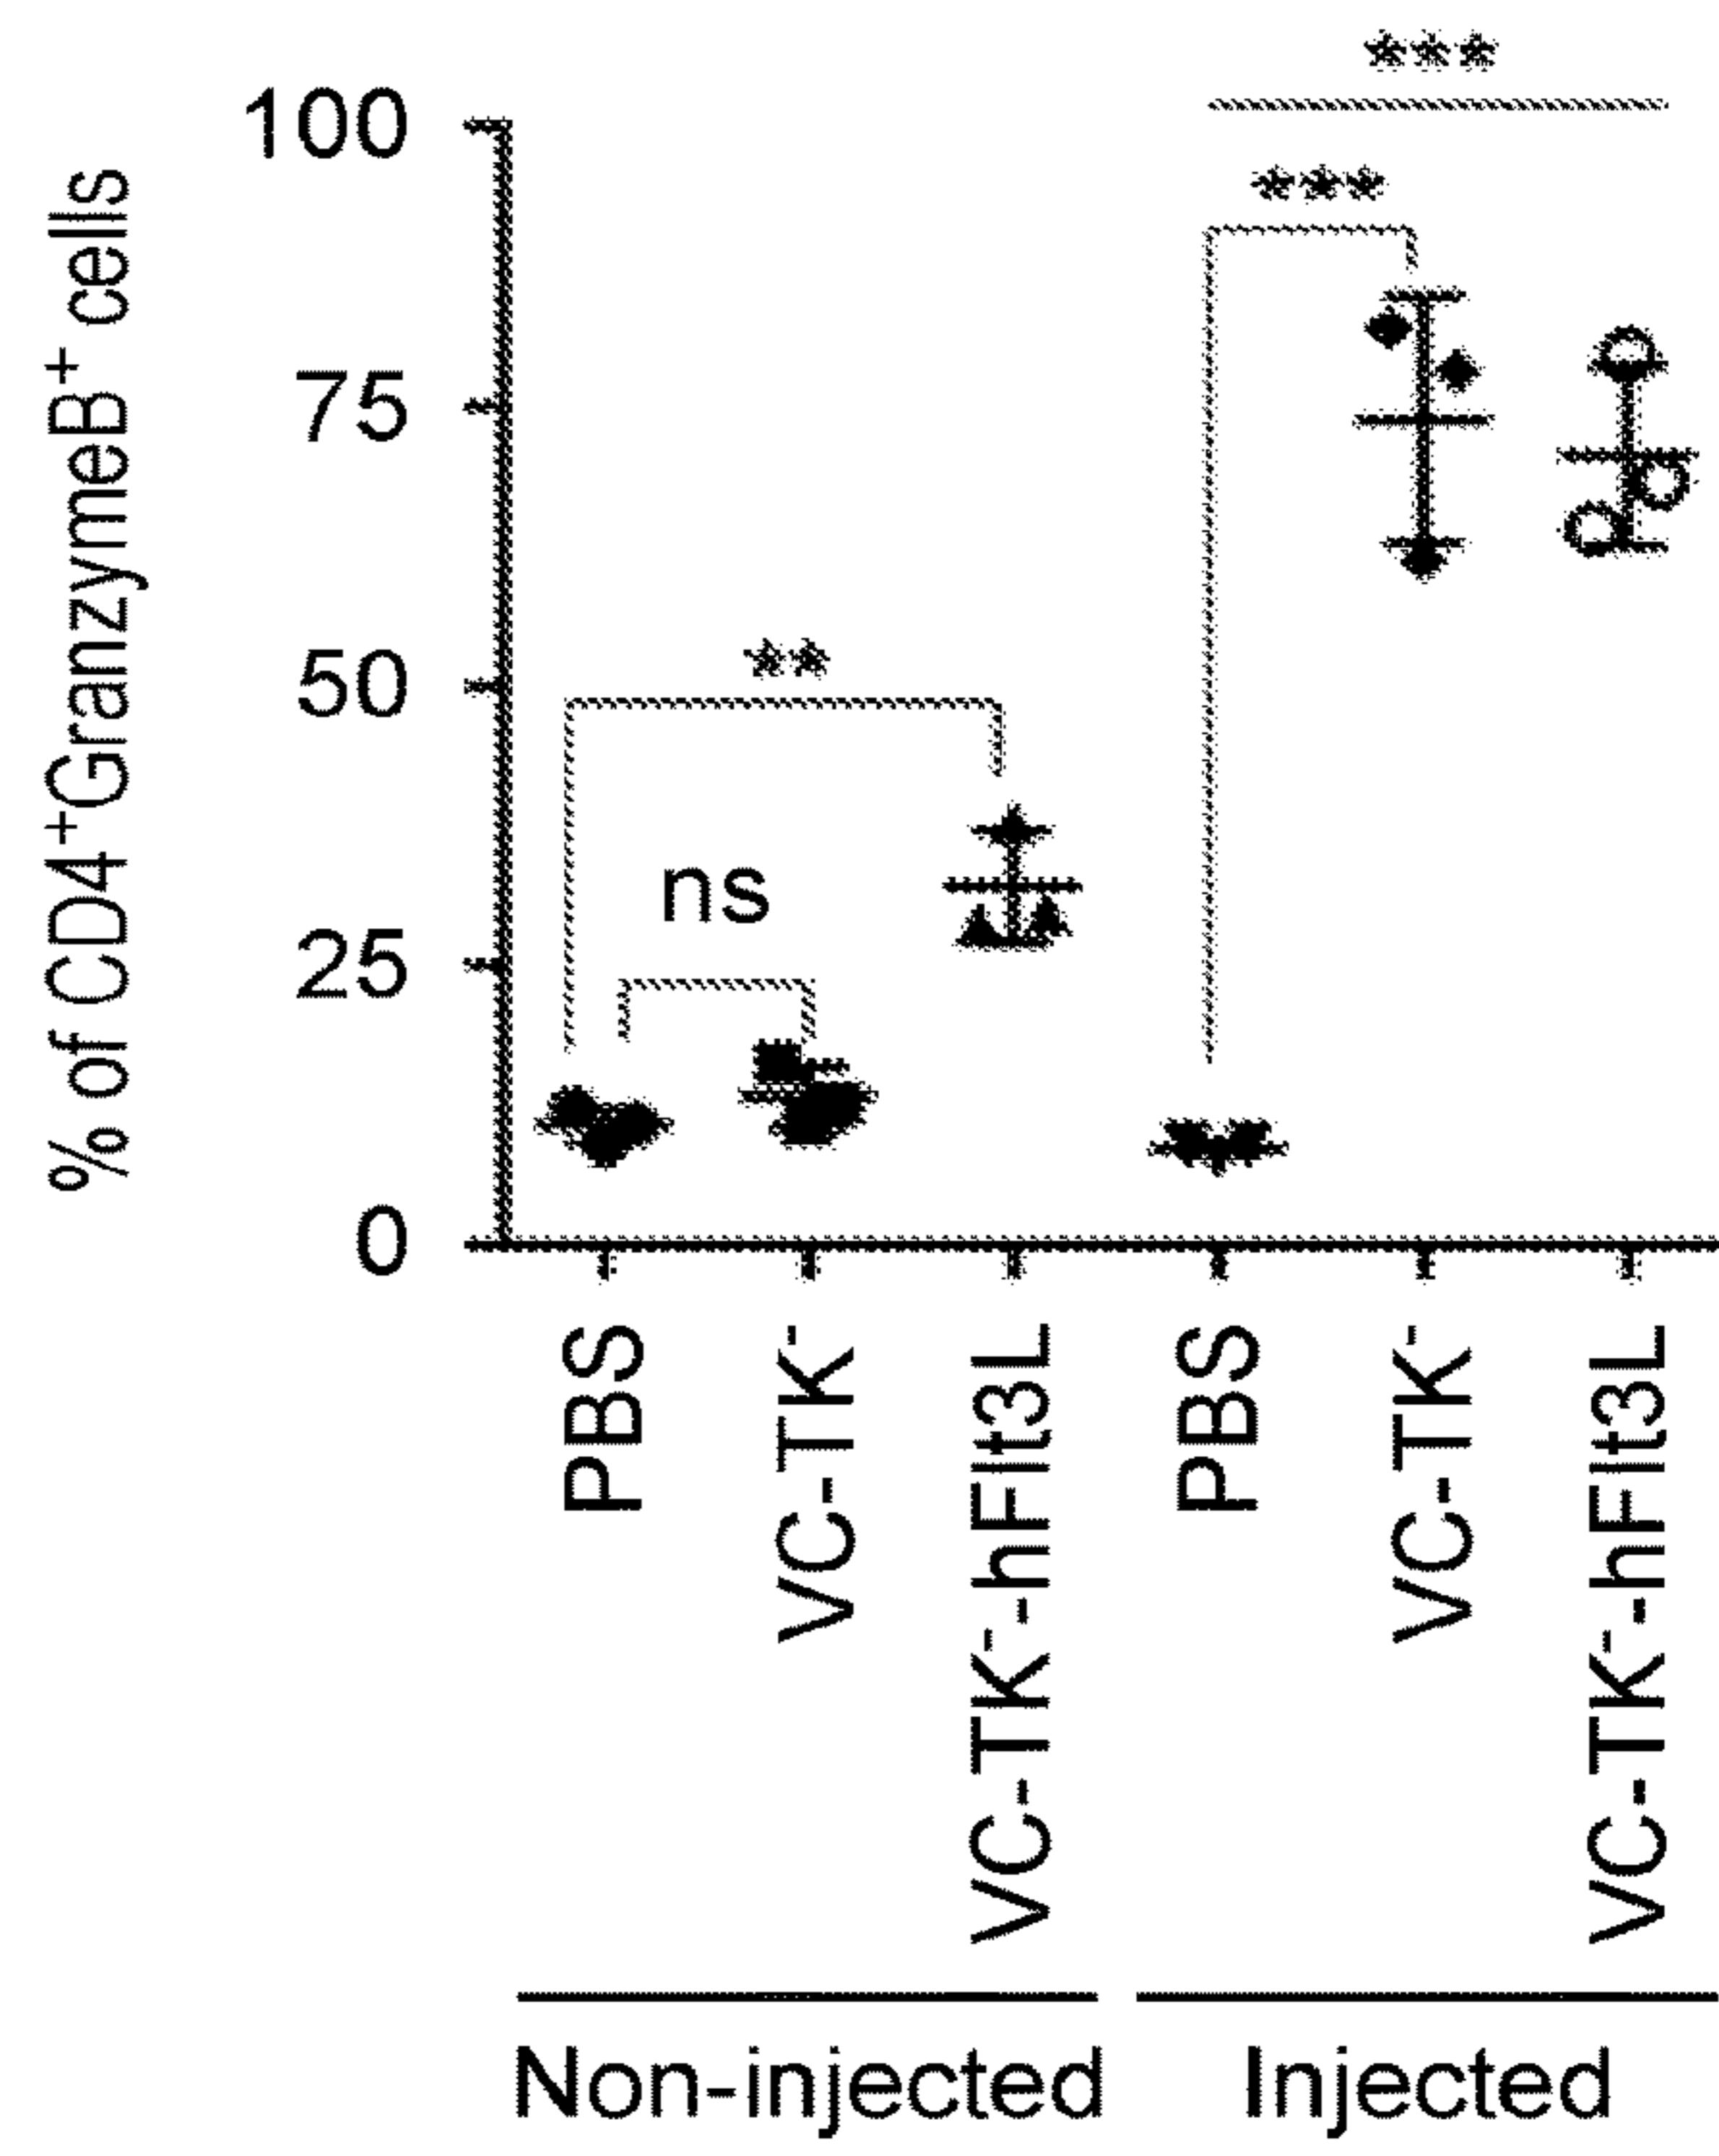 % of CD4⁺GranzymeB⁺ cells
100
75
50
25
0
***
***
**
ns
PBS
VC-TK⁻
VC-TK⁻-hFlt3L
PBS
VC-TK⁻
VC-TK⁻-hFlt3L
Non-injected
Injected